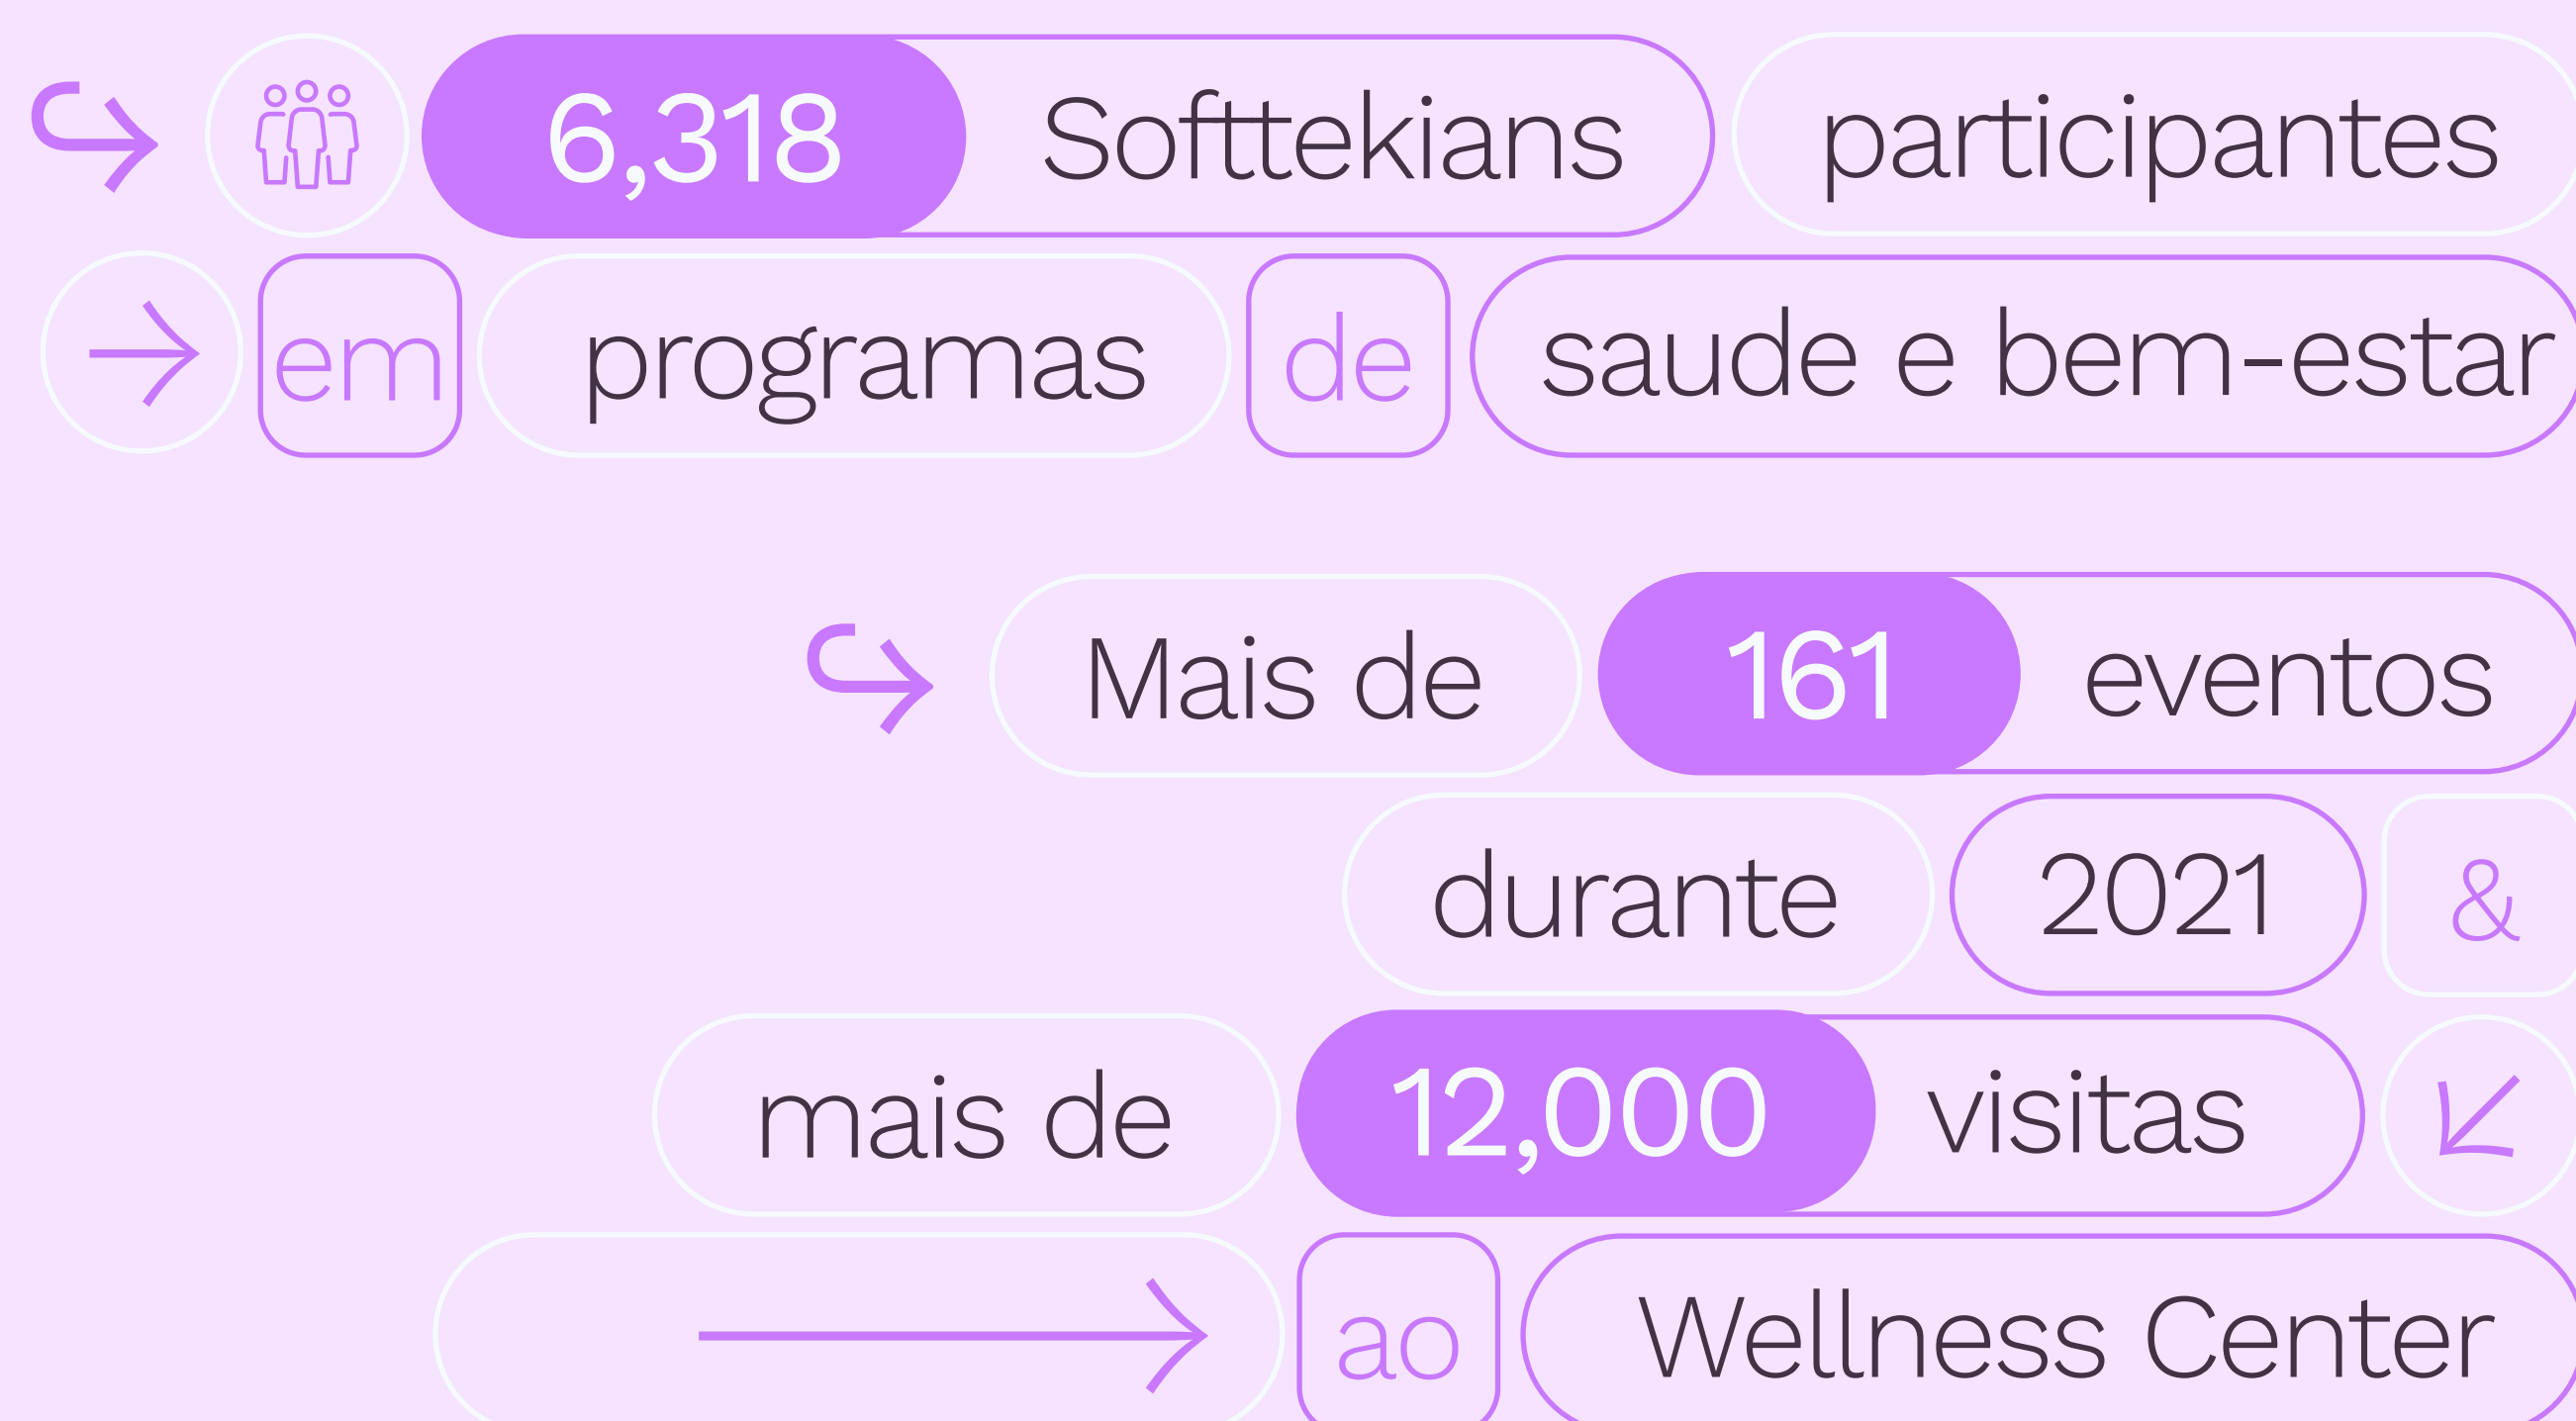 6,318 Softtekians participantes
em programas de saude e bem-estar
Mais de 161 eventos
durante 2021 &
mais de 12,000 visitas
ao Wellness Center